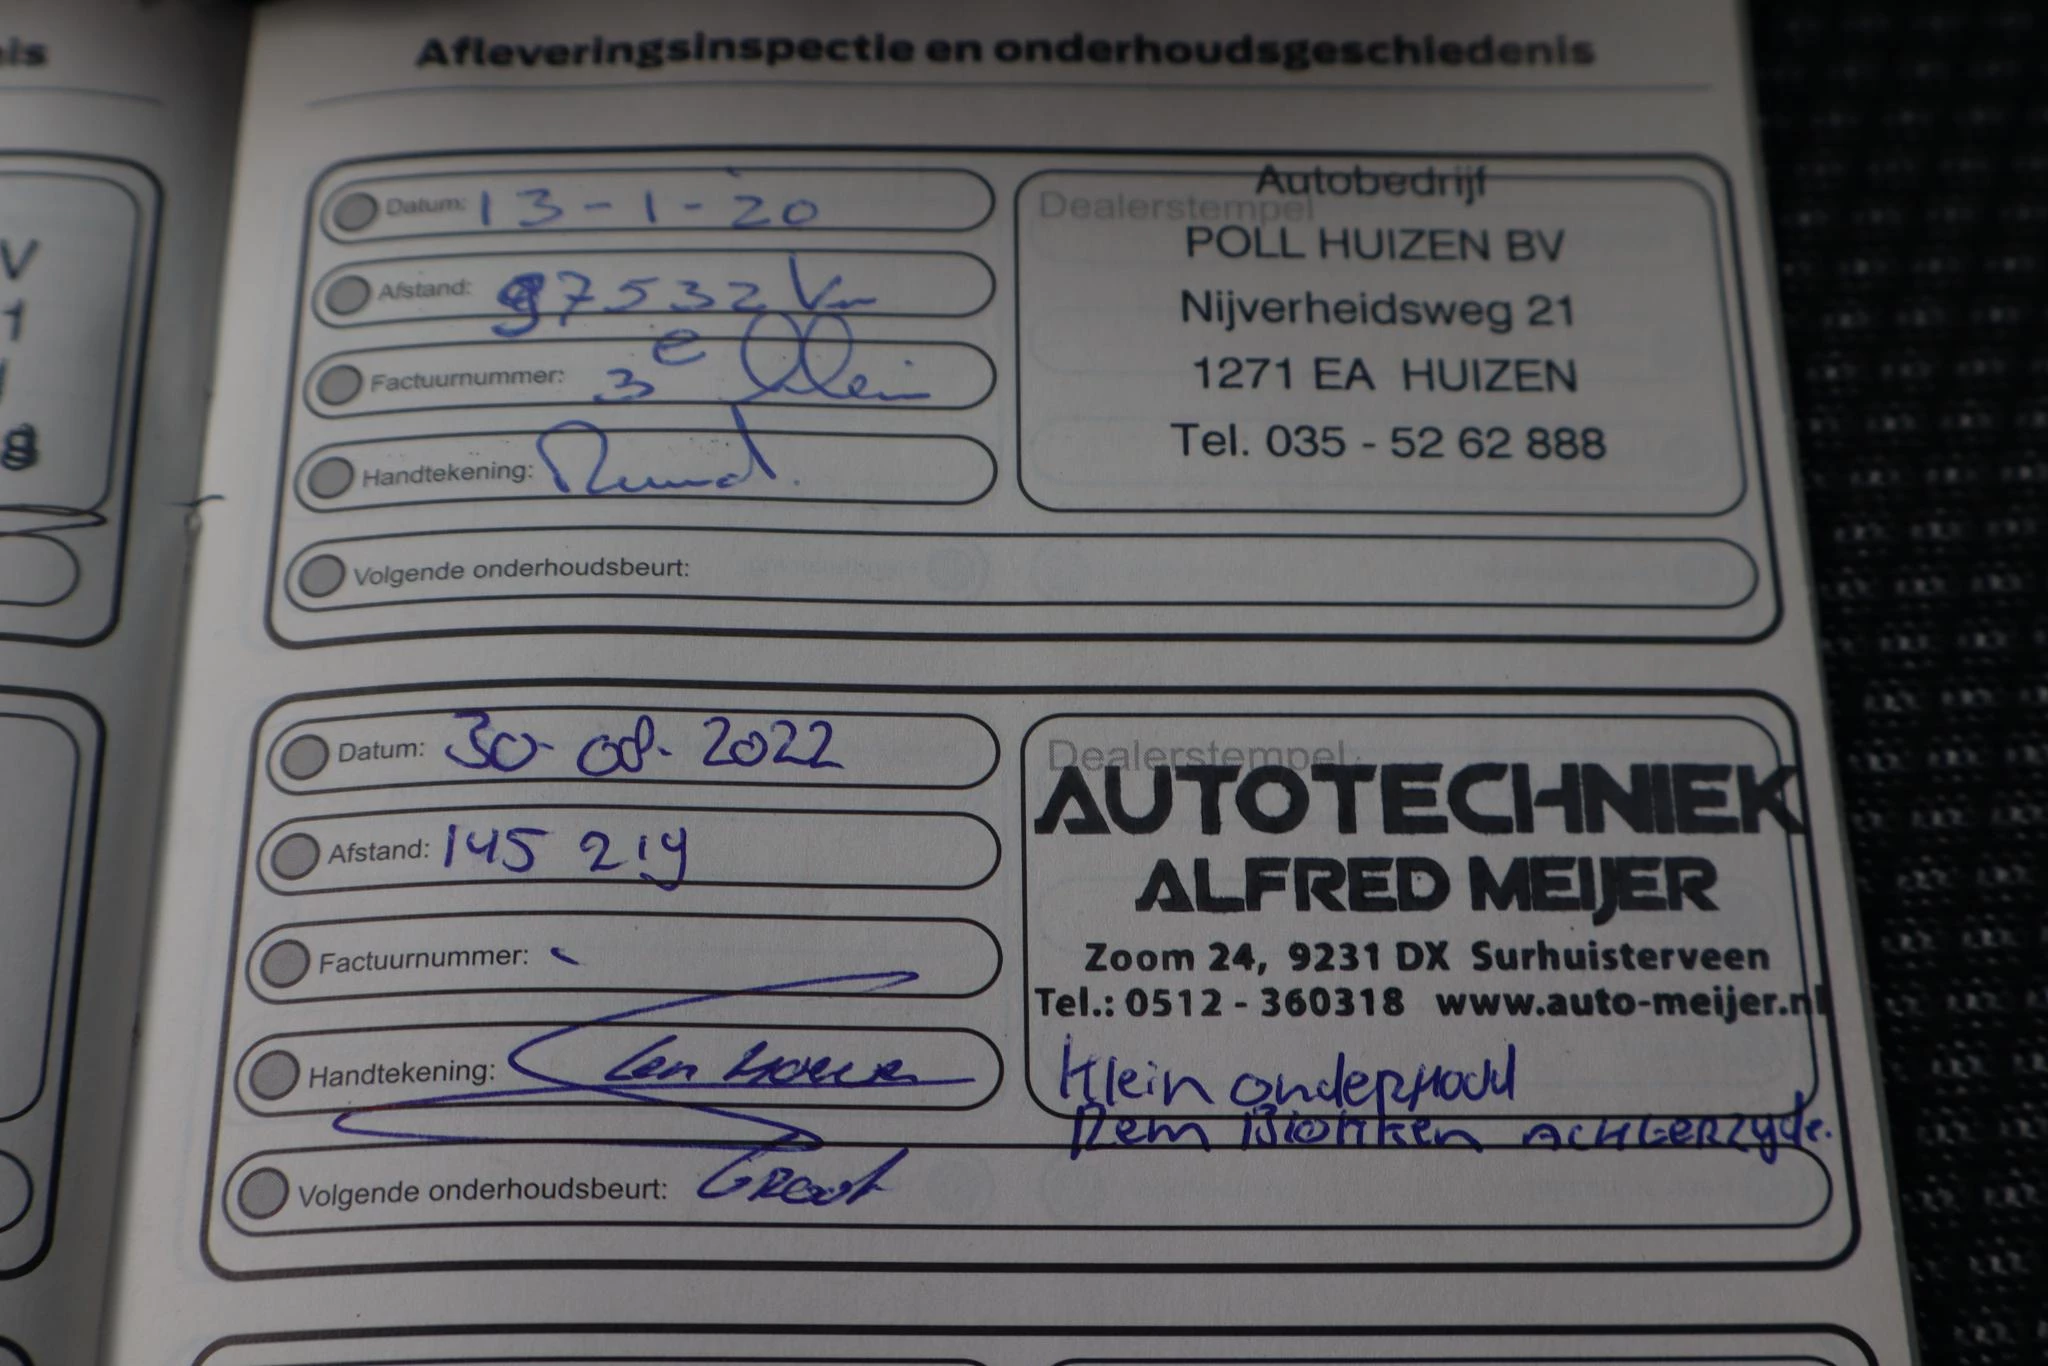 Afleveringsinspectie en onderhoudsgeschiedenis
Datum: 13-1-20
Afstand: 97532 Km
Factuurnummer: 3e klein
Handtekening:
Volgende onderhoudsbeurt:
Dealerstempel
Autobedrijf
POLL HUIZEN BV
Nijverheidsweg 21
1271 EA HUIZEN
Tel. 035 - 52 62 888
Datum: 30-08-2022
Afstand: 145 219
Factuurnummer:
Handtekening:
Volgende onderhoudsbeurt: Groot
Dealerstempel
AUTOTECHNIEK
ALFRED MEIJER
Zoom 24, 9231 DX Surhuisterveen
Tel.: 0512 - 360318 www.auto-meijer.nl
Klein onderhoud
Rem Blokken ACHTERZyde.